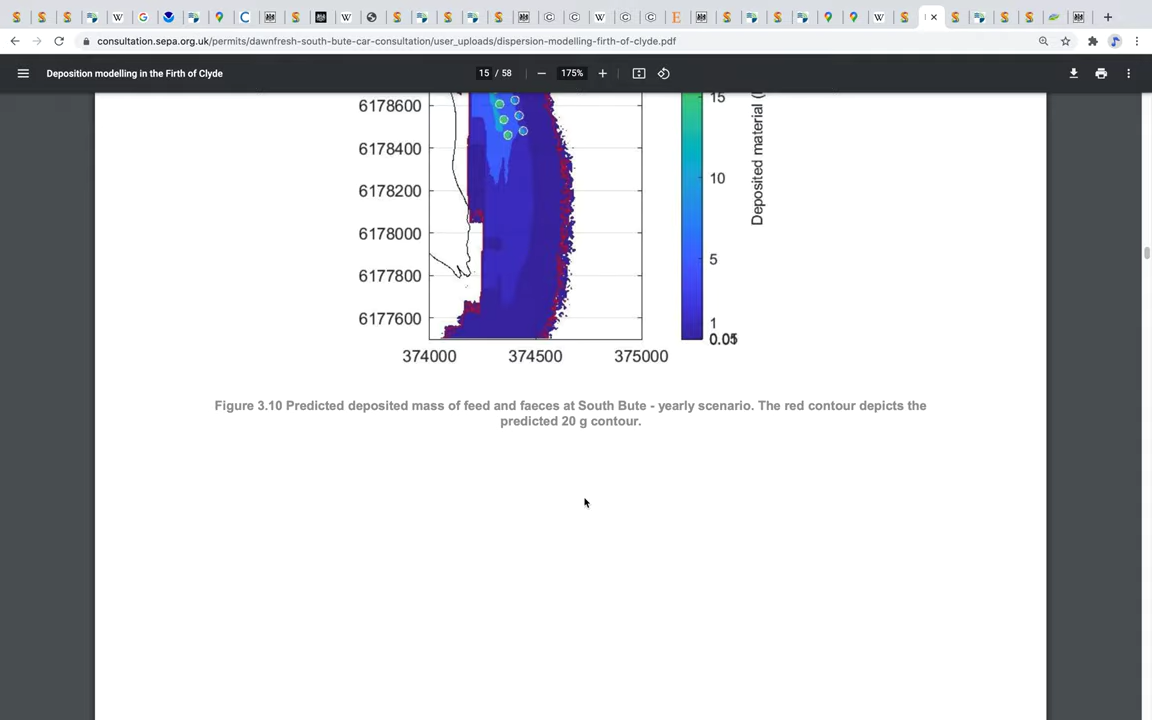 consultation.sepa.org.uk/permits/dawnfresh-south-bute-car-consultation/user_uploads/dispersion-modelling-firth-of-clyde.pdf
Deposition modelling in the Firth of Clyde
15 / 58
175%
6178600
6178400
6178200
6178000
6177800
6177600
374000 374500 375000
15
10
5
1
Deposited material (
Figure 3.10 Predicted deposited mass of feed and faeces at South Bute - yearly scenario. The red contour depicts the
predicted 20 g contour.